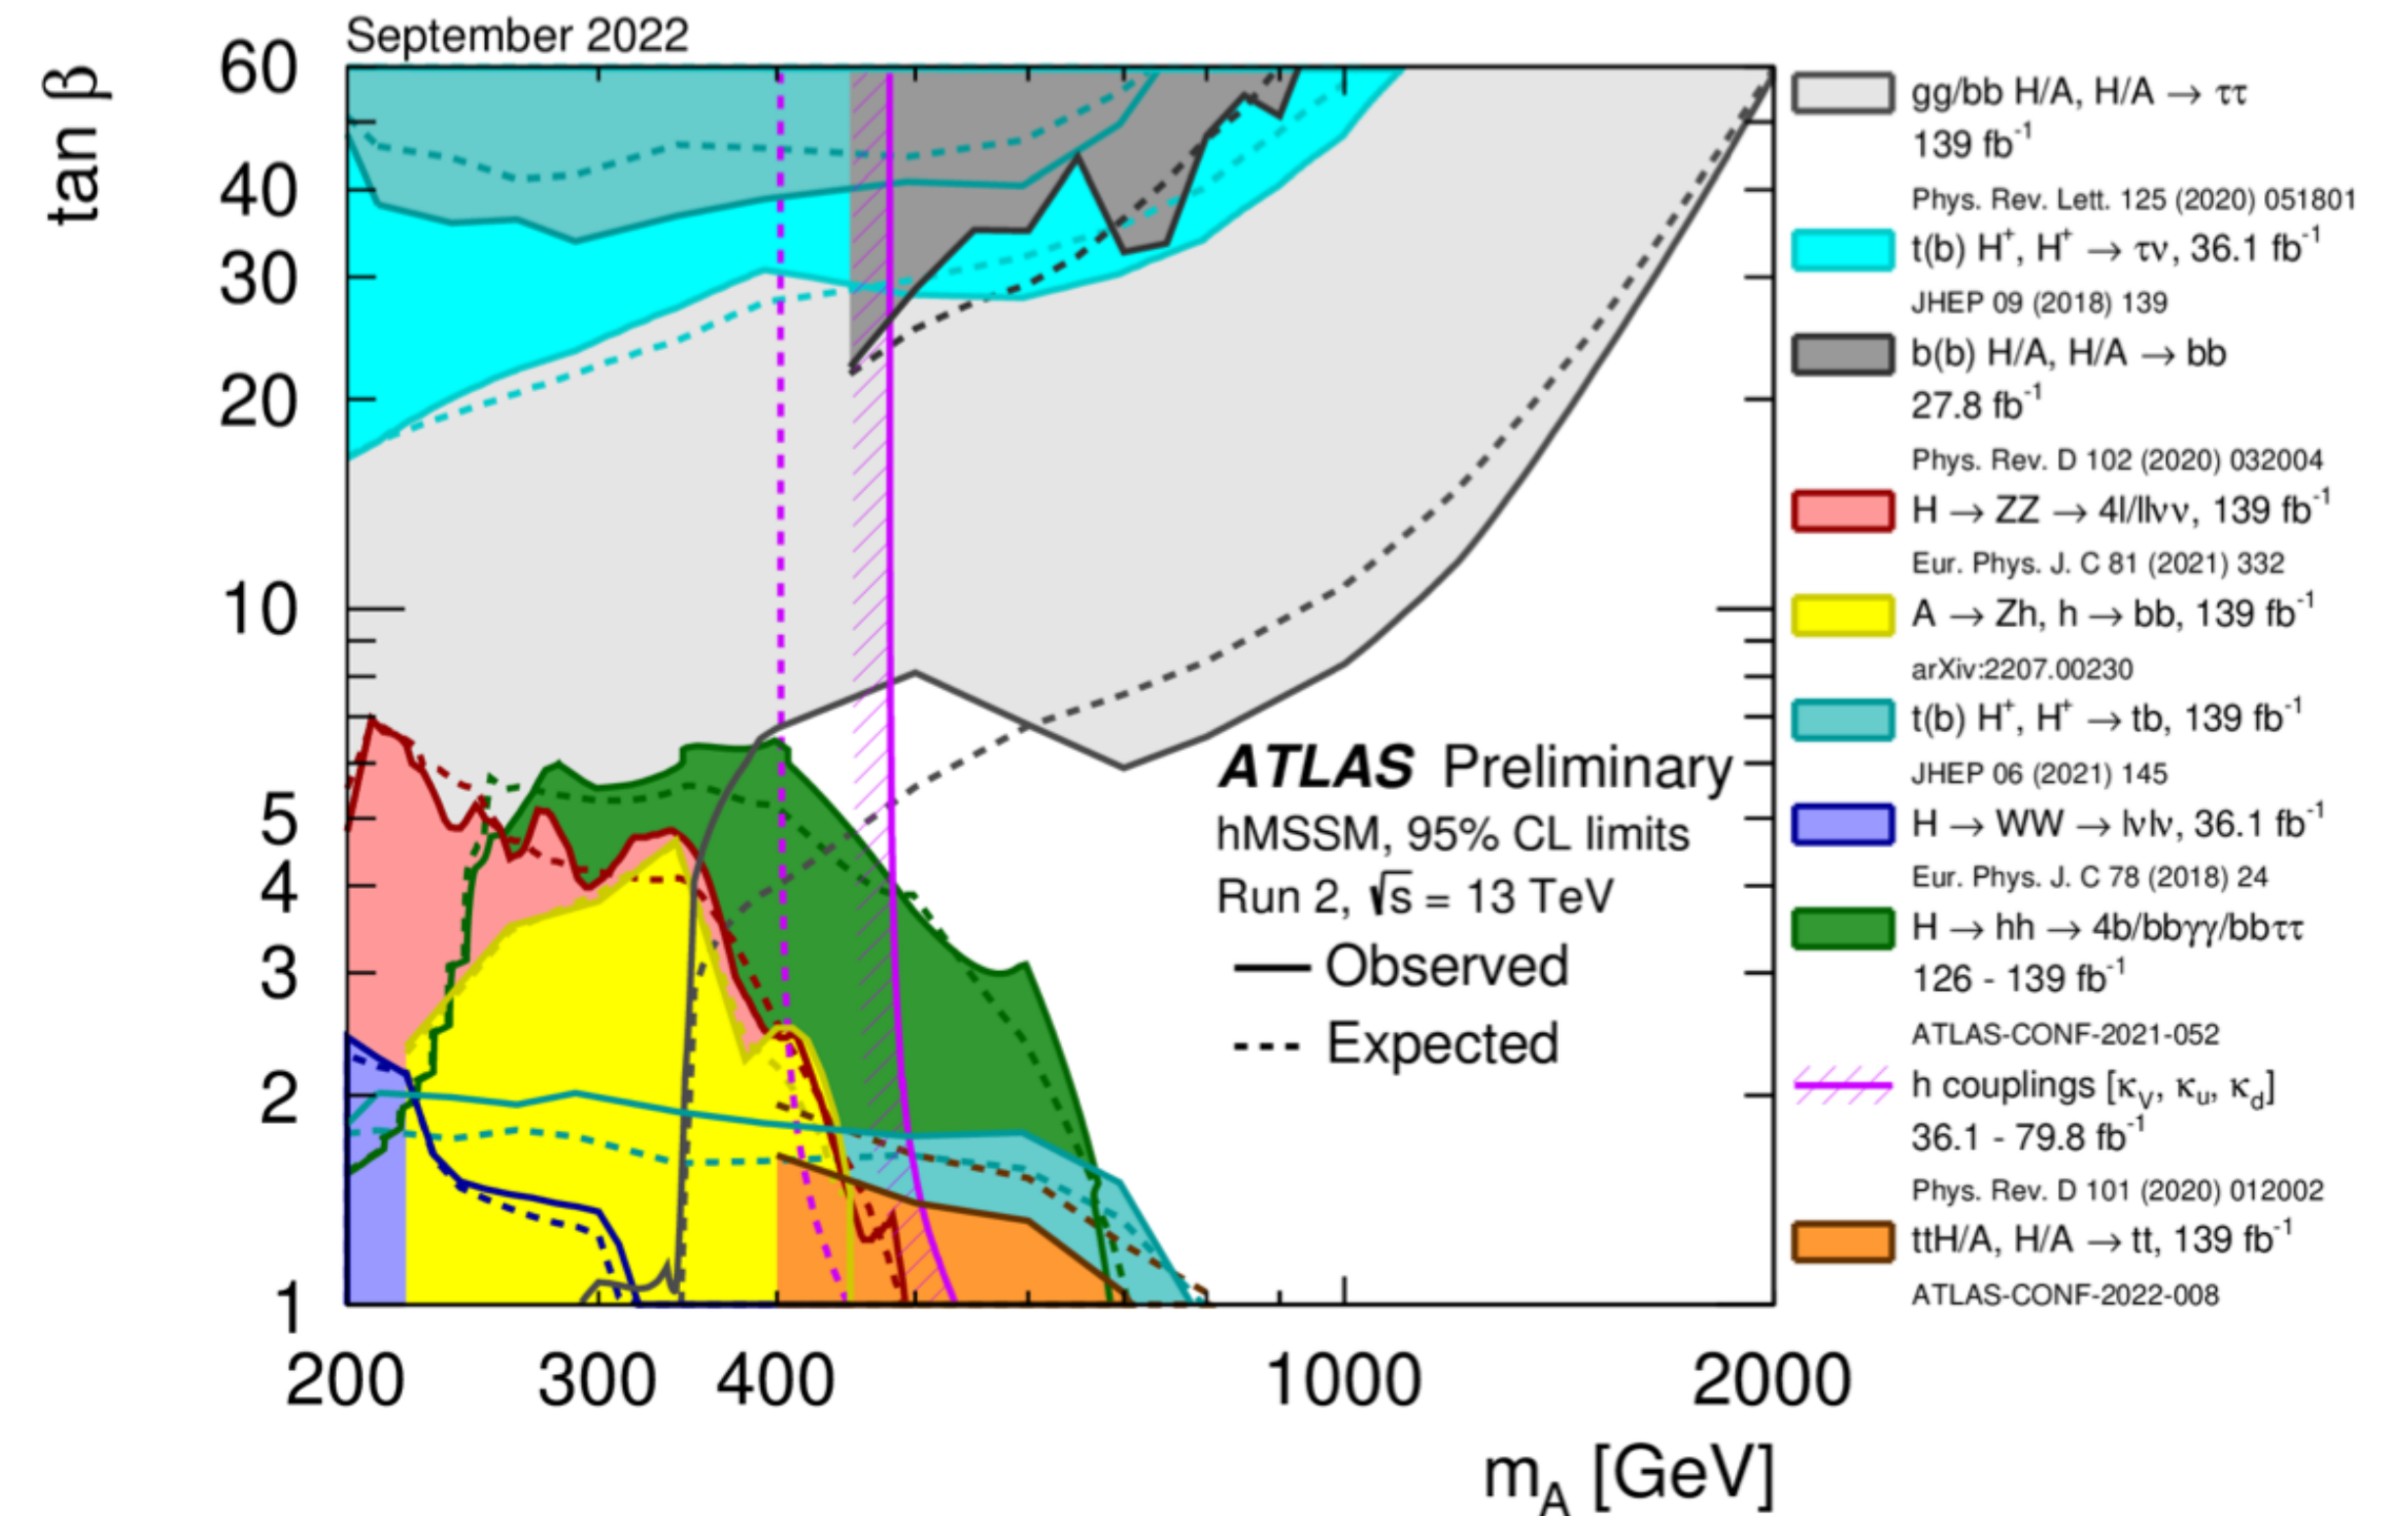 September 2022
tan β
60
40
30
20
10
5
4
3
2
1
200
300
400
1000
2000
m_A [GeV]
ATLAS Preliminary
hMSSM, 95% CL limits
Run 2, √s = 13 TeV
Observed
Expected
gg/bb H/A, H/A → ττ
139 fb⁻¹
Phys. Rev. Lett. 125 (2020) 051801
t(b) H⁺, H⁺ → τν, 36.1 fb⁻¹
JHEP 09 (2018) 139
b(b) H/A, H/A → bb
27.8 fb⁻¹
Phys. Rev. D 102 (2020) 032004
H → ZZ → 4l/llνν, 139 fb⁻¹
Eur. Phys. J. C 81 (2021) 332
A → Zh, h → bb, 139 fb⁻¹
arXiv:2207.00230
t(b) H⁺, H⁺ → tb, 139 fb⁻¹
JHEP 06 (2021) 145
H → WW → lνlν, 36.1 fb⁻¹
Eur. Phys. J. C 78 (2018) 24
H → hh → 4b/bbγγ/bbττ
126 - 139 fb⁻¹
ATLAS-CONF-2021-052
h couplings [κ_V, κ_u, κ_d]
36.1 - 79.8 fb⁻¹
Phys. Rev. D 101 (2020) 012002
ttH/A, H/A → tt, 139 fb⁻¹
ATLAS-CONF-2022-008